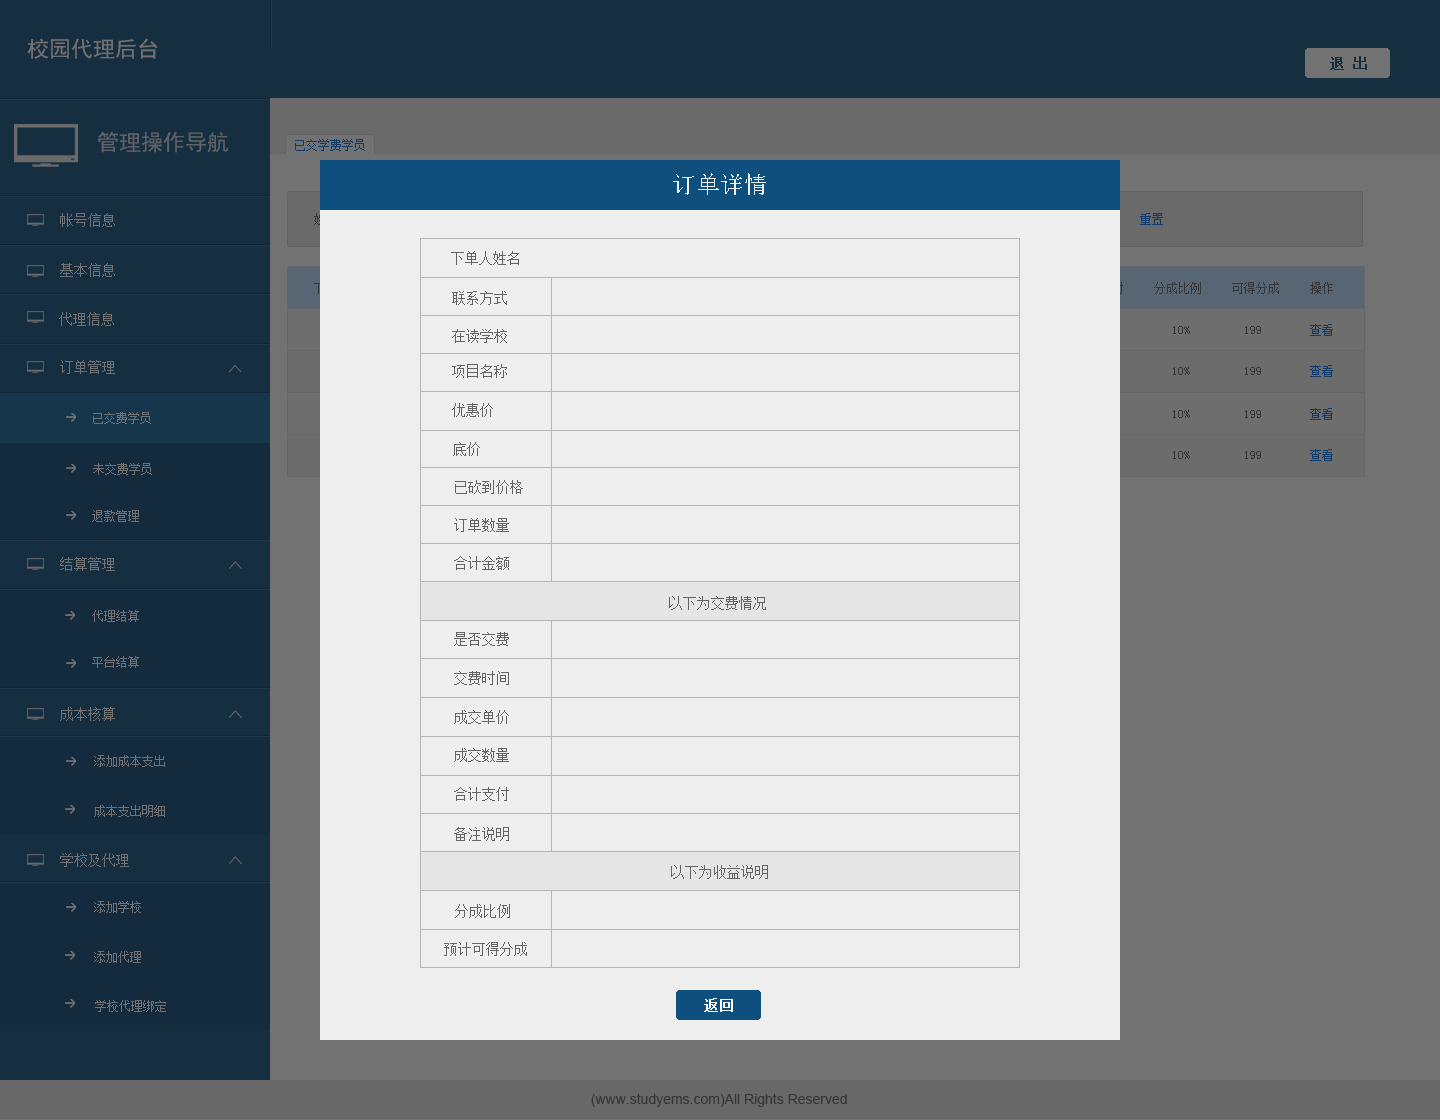 校园代理后台
退 出
管理操作导航
已交学费学员
帐号信息
基本信息
代理信息
订单管理
已交费学员
未交费学员
退款管理
结算管理
代理结算
平台结算
成本核算
添加成本支出
成本支出明细
学校及代理
添加学校
添加代理
学校代理绑定
重置
分成比例 可得分成 操作
10% 199 查看
10% 199 查看
10% 199 查看
10% 199 查看
订单详情
下单人姓名
联系方式
在读学校
项目名称
优惠价
底价
已砍到价格
订单数量
合计金额
以下为交费情况
是否交费
交费时间
成交单价
成交数量
合计支付
备注说明
以下为收益说明
分成比例
预计可得分成
返回
(www.studyems.com)All Rights Reserved